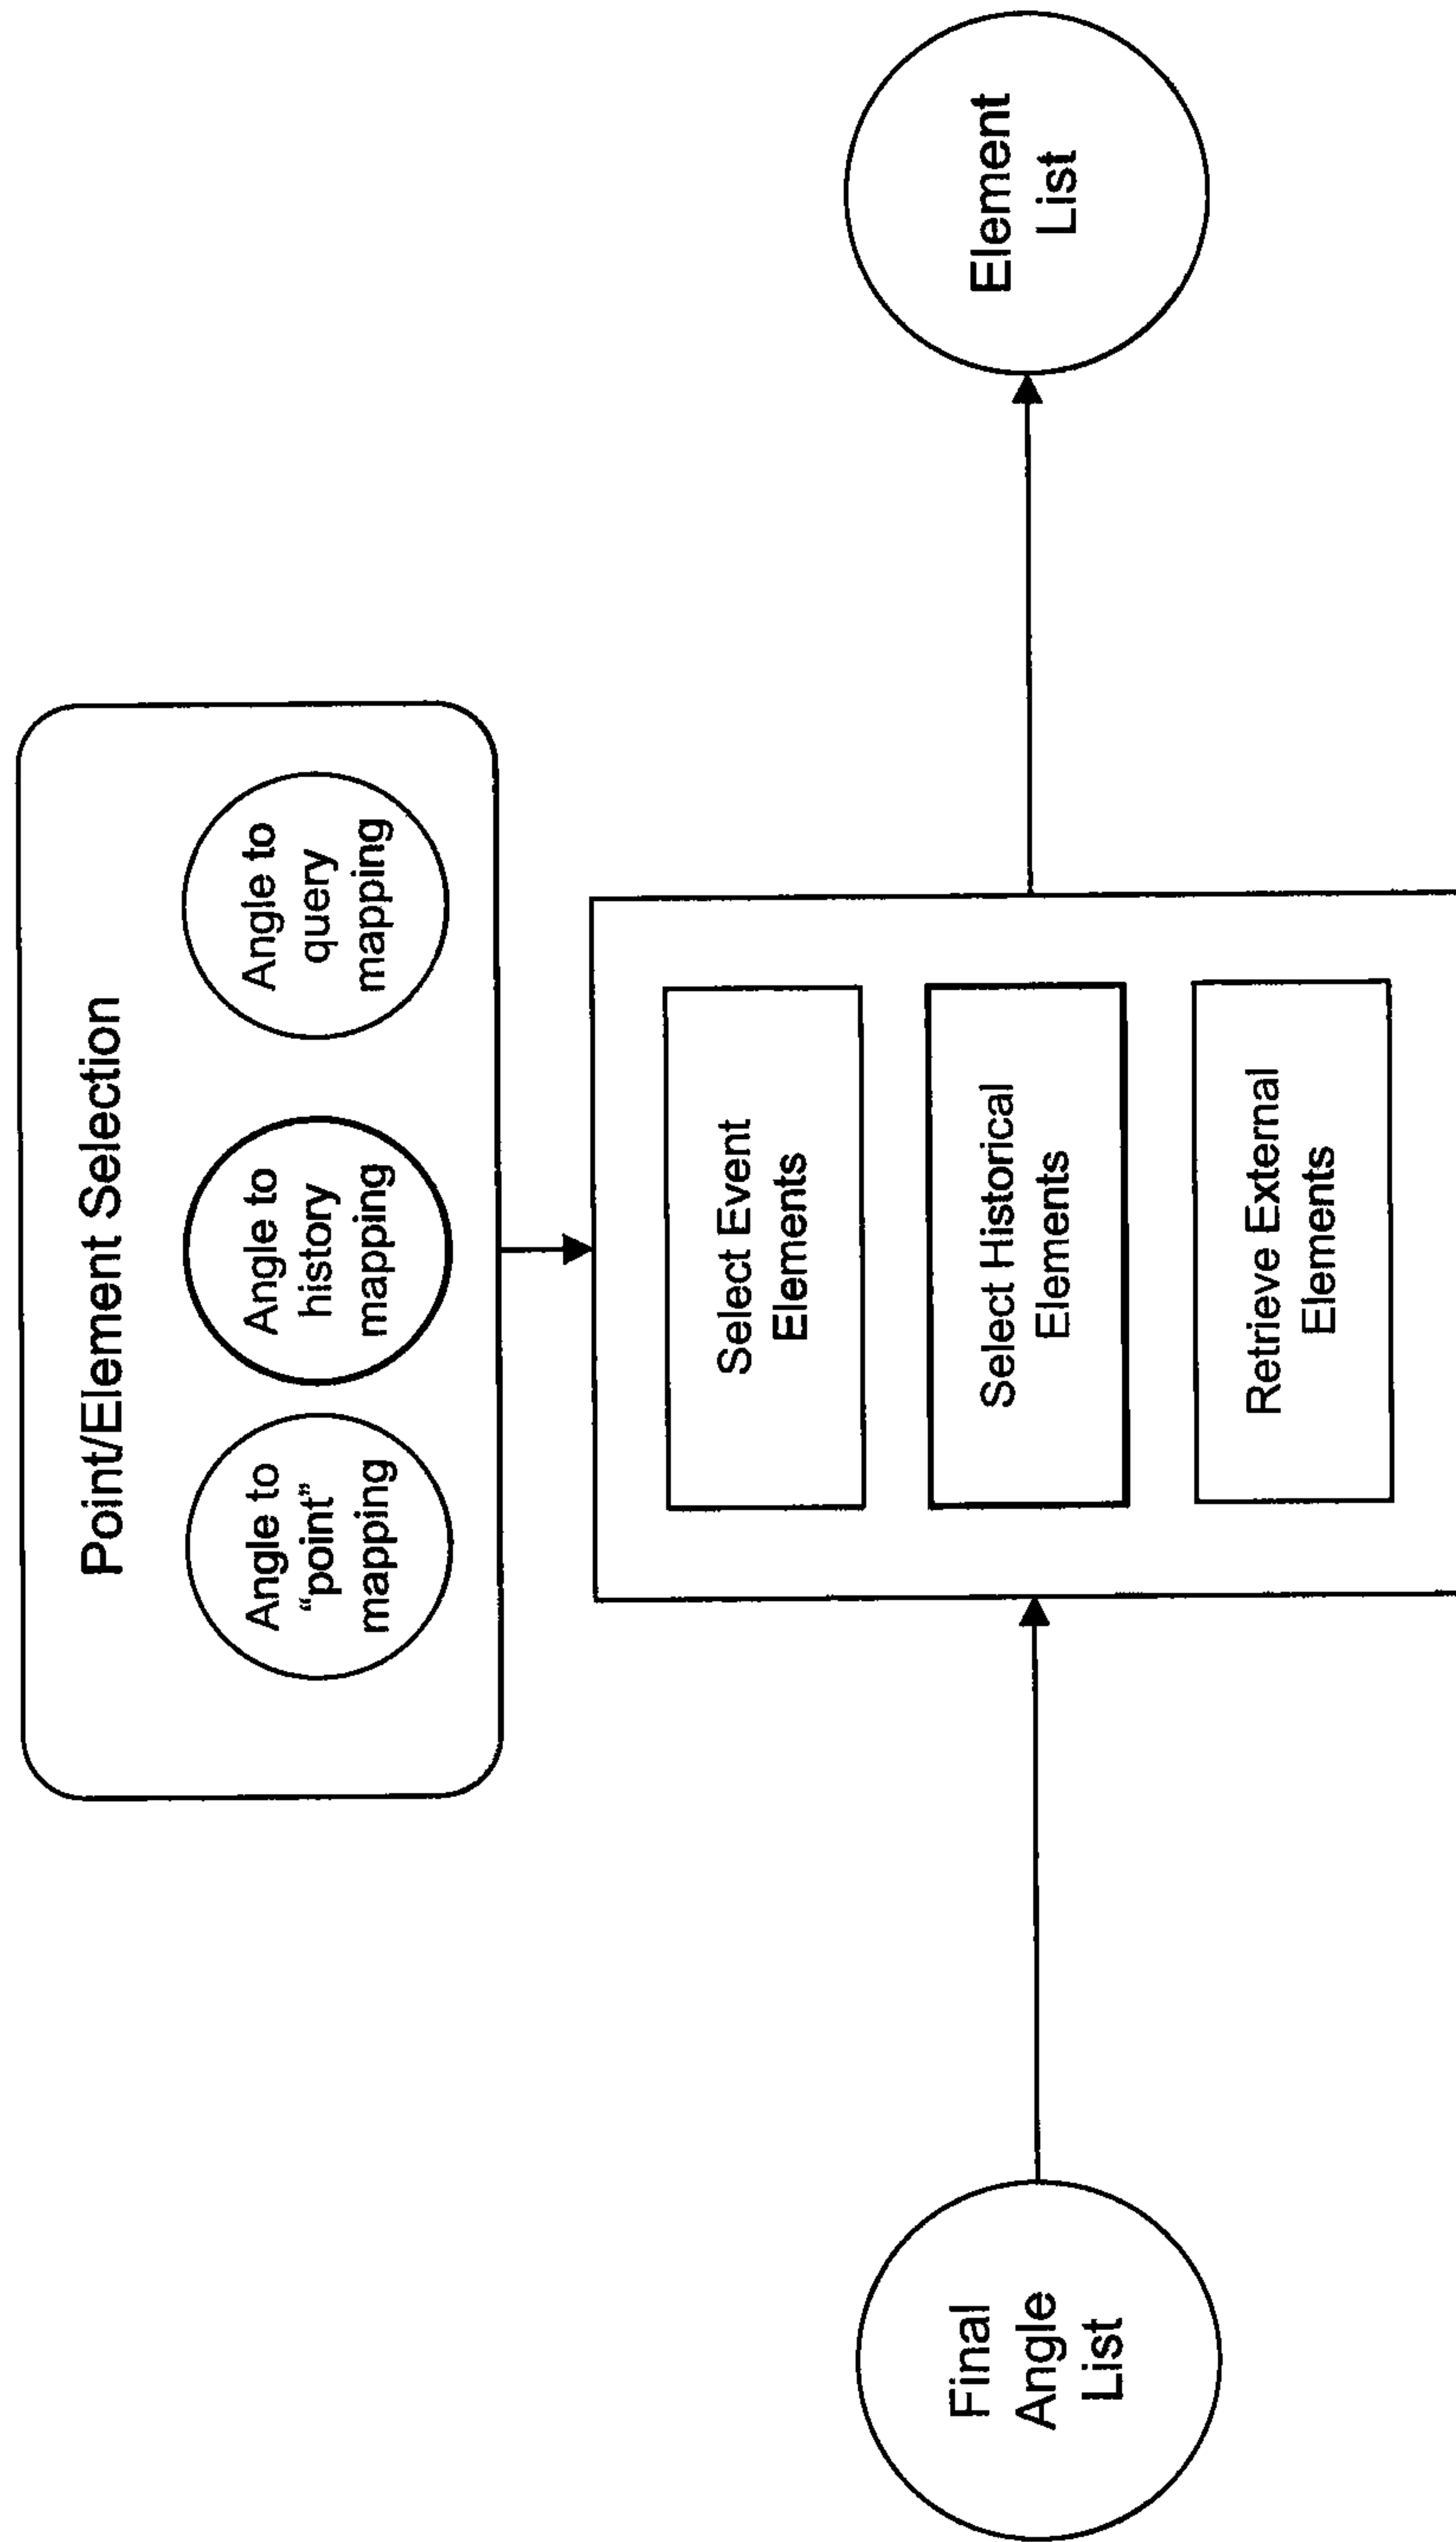 Point/Element Selection
Angle to
“point”
mapping
Angle to
history
mapping
Angle to
query
mapping
Final
Angle
List
Select Event
Elements
Select Historical
Elements
Retrieve External
Elements
Element
List